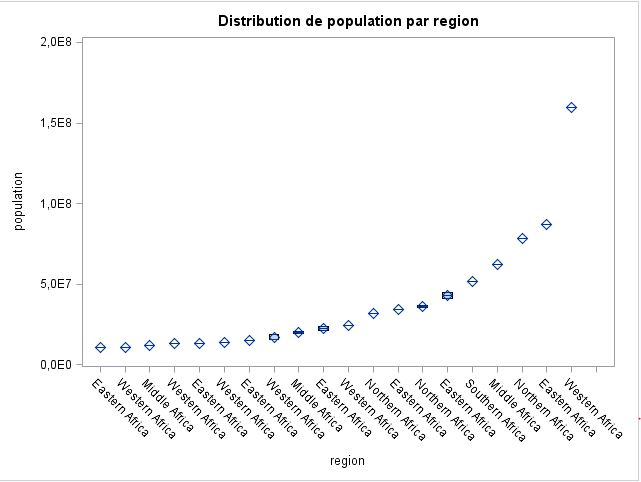 Distribution de population par region
2,0E8
1,5E8
1,0E8
5,0E7
0,0E0
population
Eastern Africa
Western Africa
Middle Africa
Western Africa
Eastern Africa
Western Africa
Eastern Africa
Western Africa
Middle Africa
Eastern Africa
Western Africa
Northern Africa
Eastern Africa
Northern Africa
Eastern Africa
Southern Africa
Middle Africa
Northern Africa
Eastern Africa
Western Africa
region